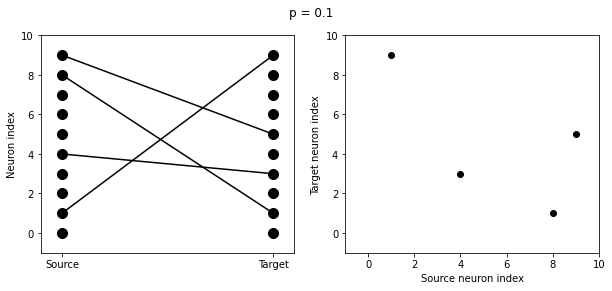 p = 0.1
Neuron index
10
8
6
4
2
0
Source Target
Target neuron index
10
8
6
4
2
0
0 2 4 6 8 10
Source neuron index